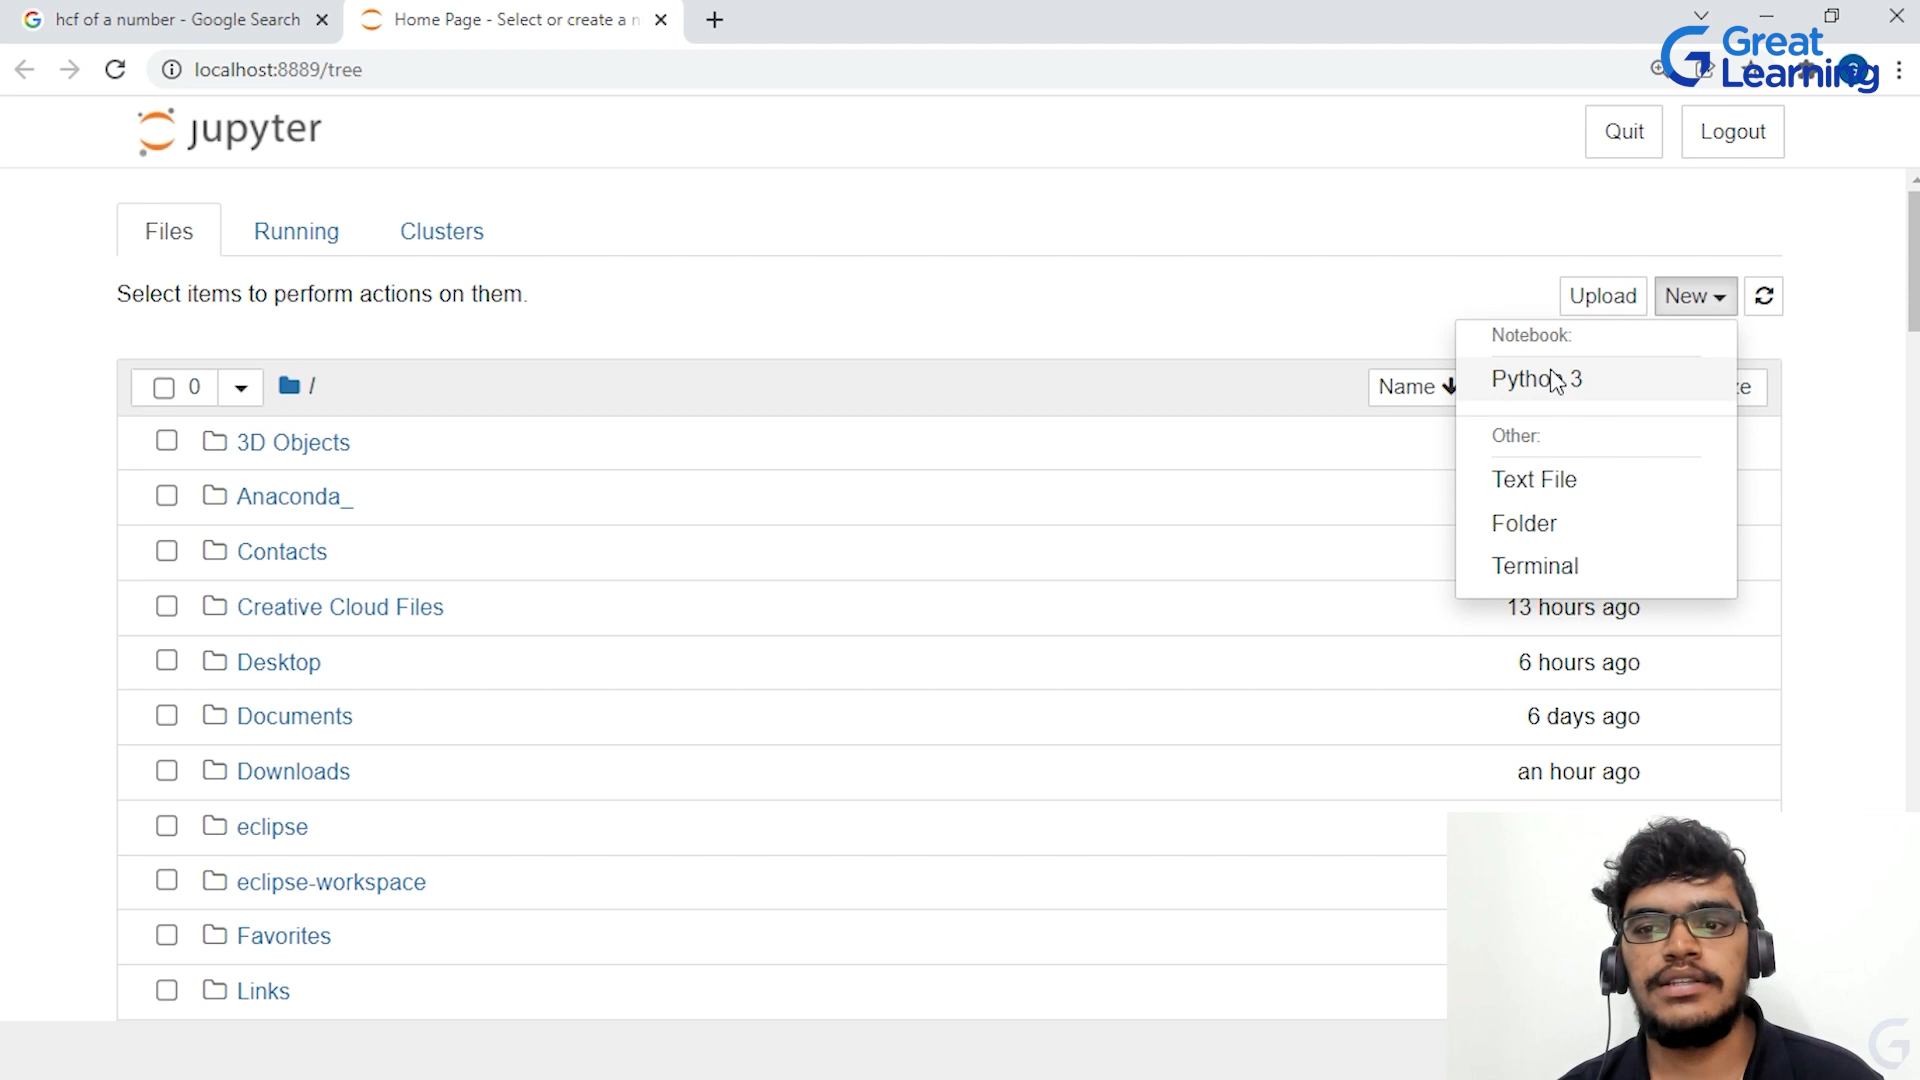 hcf of a number - Google Search
Home Page - Select or create a n
localhost:8889/tree
Great
Learning
jupyter
Quit
Logout
Files
Running
Clusters
Select items to perform actions on them.
Upload
New
Notebook:
0
/
Name
Python 3
ze
3D Objects
Other:
Anaconda_
Text File
Contacts
Folder
Terminal
Creative Cloud Files
13 hours ago
Desktop
6 hours ago
Documents
6 days ago
Downloads
an hour ago
eclipse
eclipse-workspace
Favorites
Links